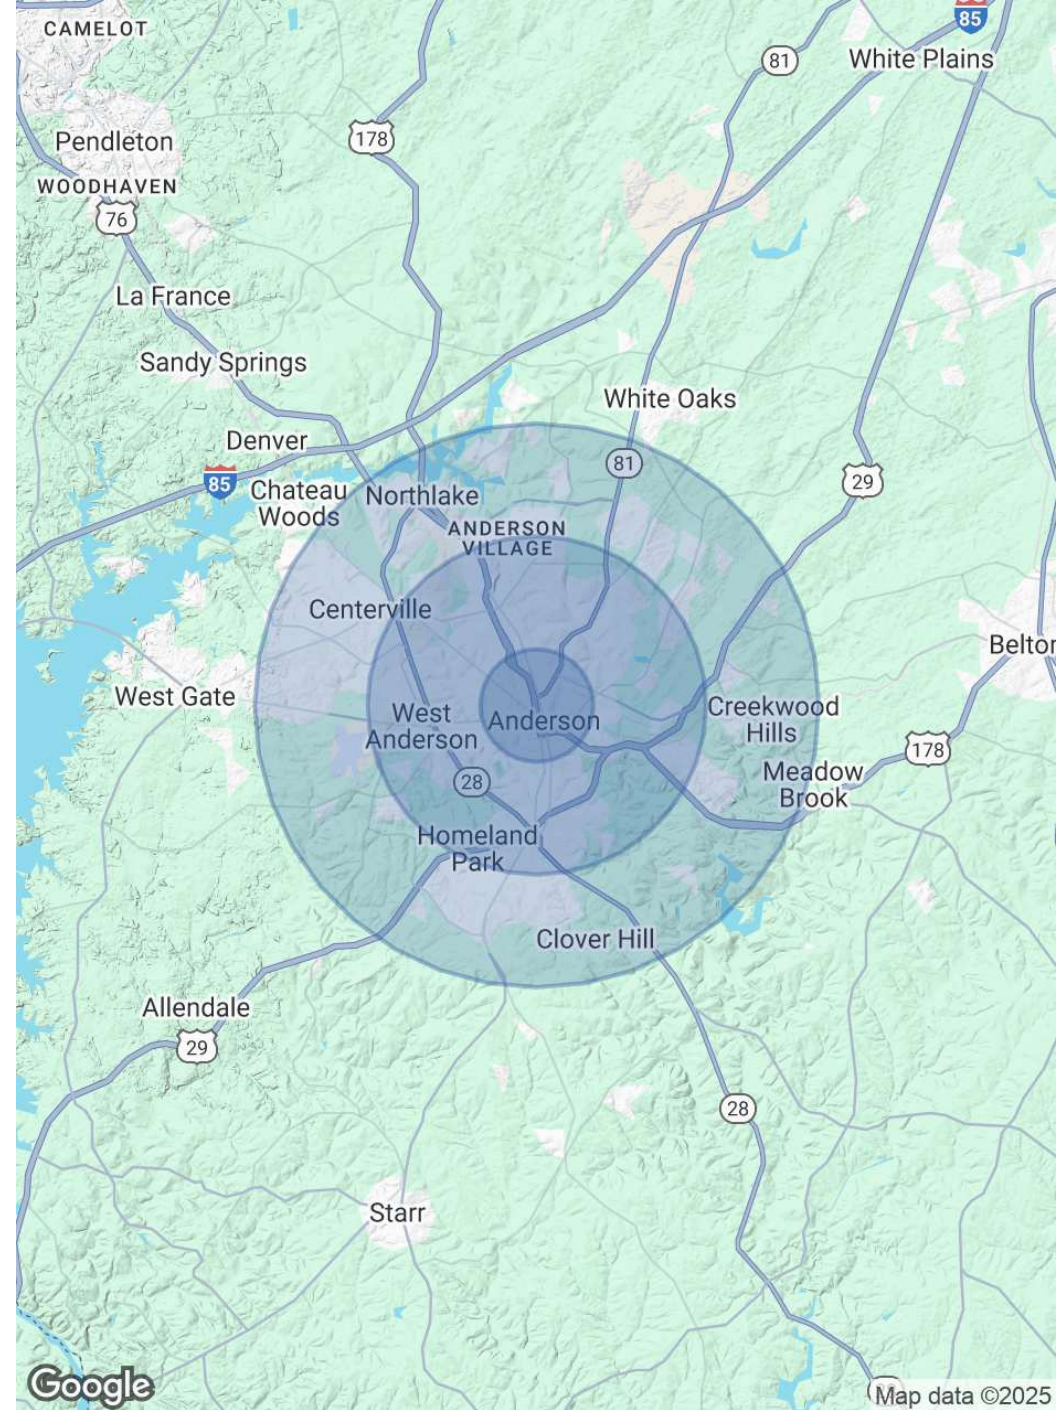 CAMELOT
85
81
White Plains
178
Pendleton
WOODHAVEN
76
La France
Sandy Springs
White Oaks
Denver
81
85
29
Chateau
Woods
Northlake
ANDERSON
VILLAGE
Centerville
Belton
West Gate
West
Anderson
Anderson
Creekwood
Hills
178
28
Meadow
Brook
Homeland
Park
Clover Hill
Allendale
29
28
Starr
Google
Map data ©2025